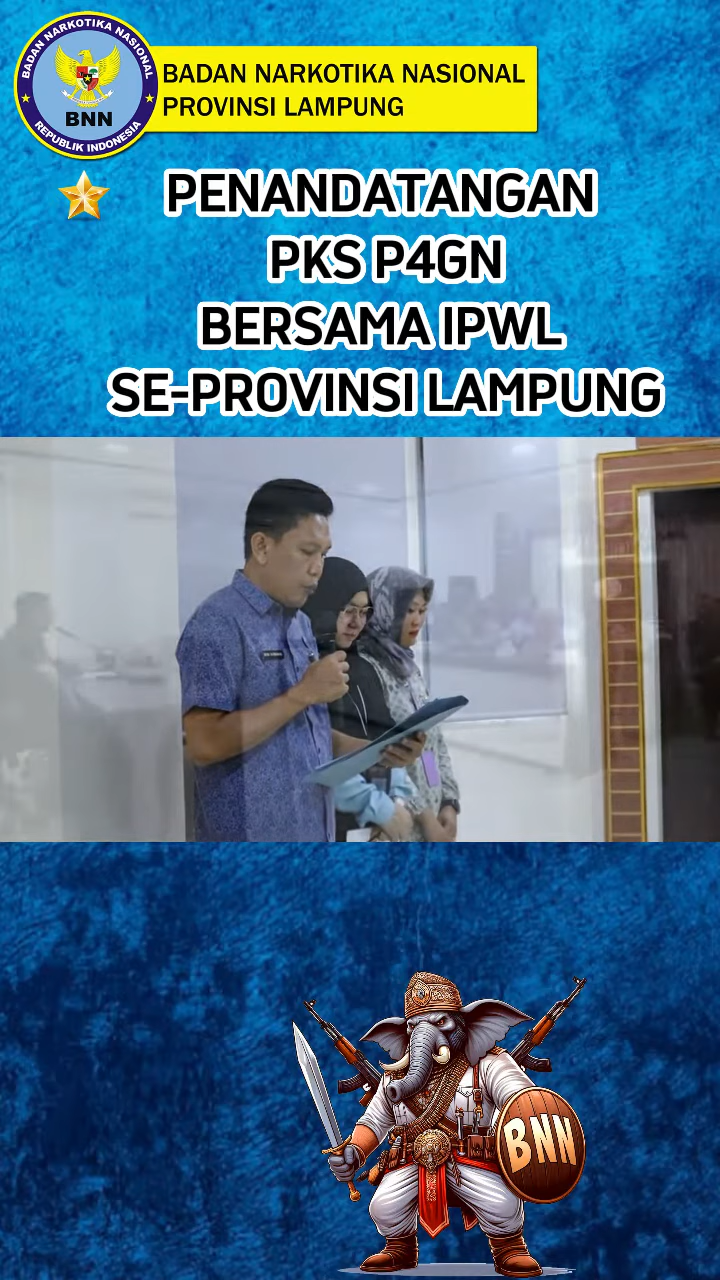 BADAN NARKOTIKA NASIONAL
REPUBLIK INDONESIA
BNN
BADAN NARKOTIKA NASIONAL
PROVINSI LAMPUNG
PENANDATANGAN
PKS P4GN
BERSAMA IPWL
SE-PROVINSI LAMPUNG
BNN